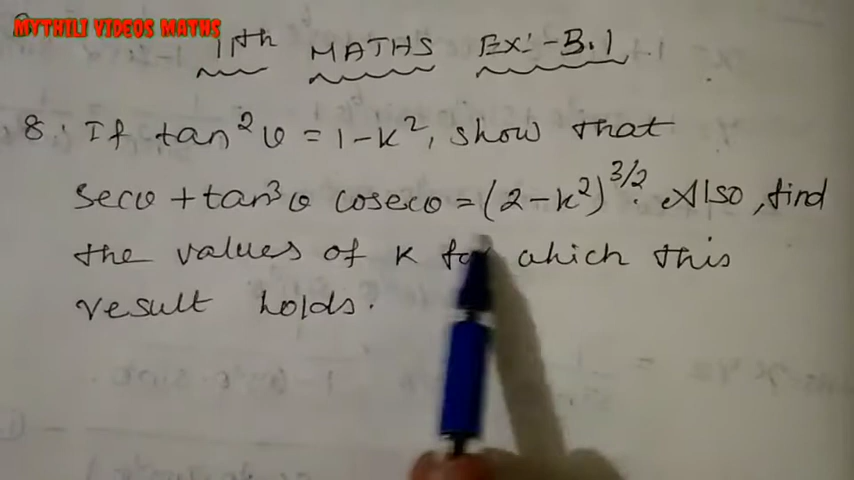 MYTHILI VIDEOS MATHS
11th MATHS EX:-3.1
8. If tan²θ = 1-k², show that
secθ + tan³θ cosecθ = (2-k²)^3/2. Also, find
the values of k for which this
result holds.